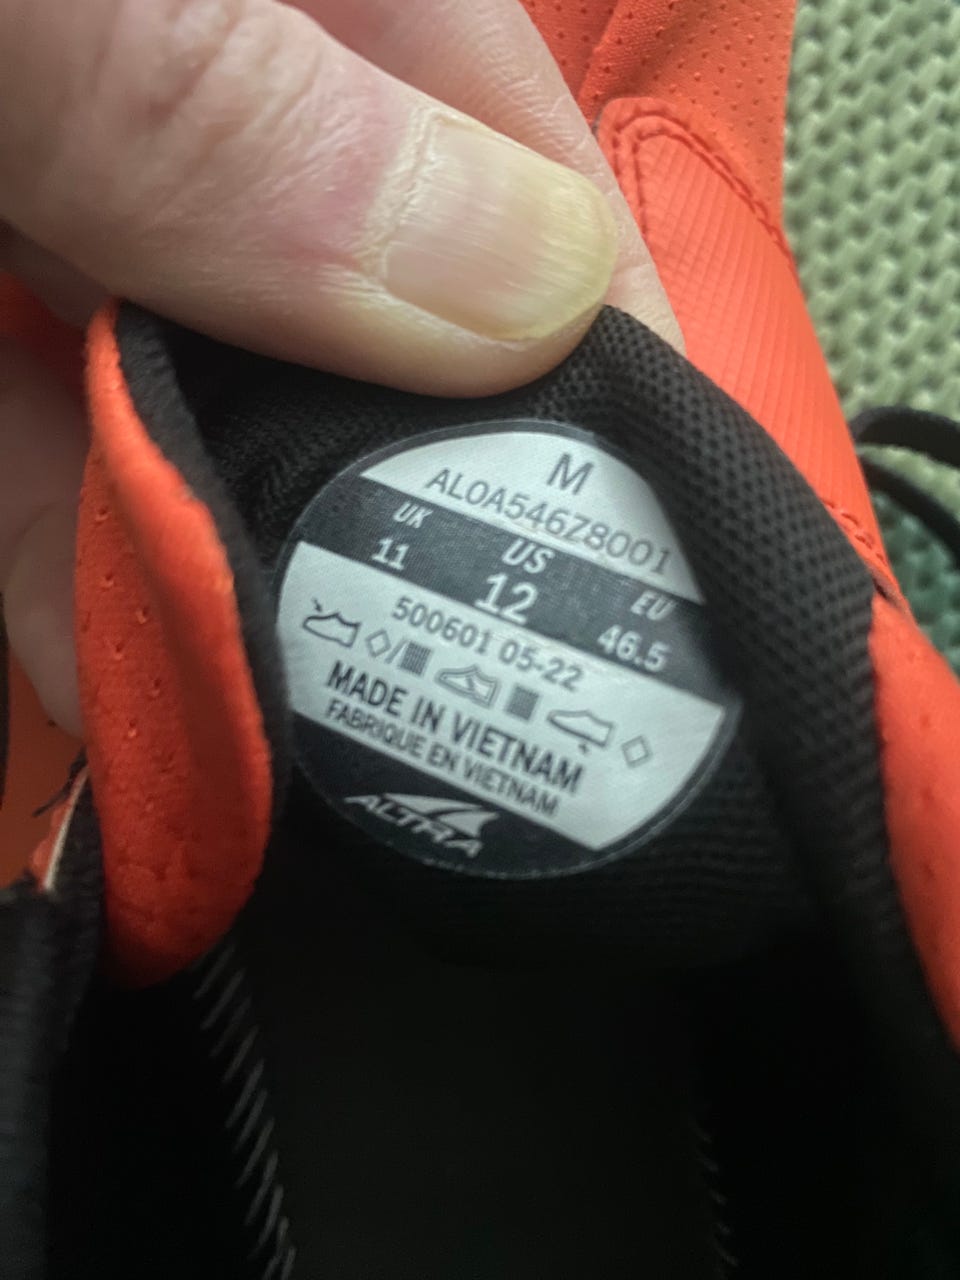 M
AL0A546Z8001
UK US EU
11 12 46.5
500601 05-22
MADE IN VIETNAM
FABRIQUE EN VIETNAM
ALTRA